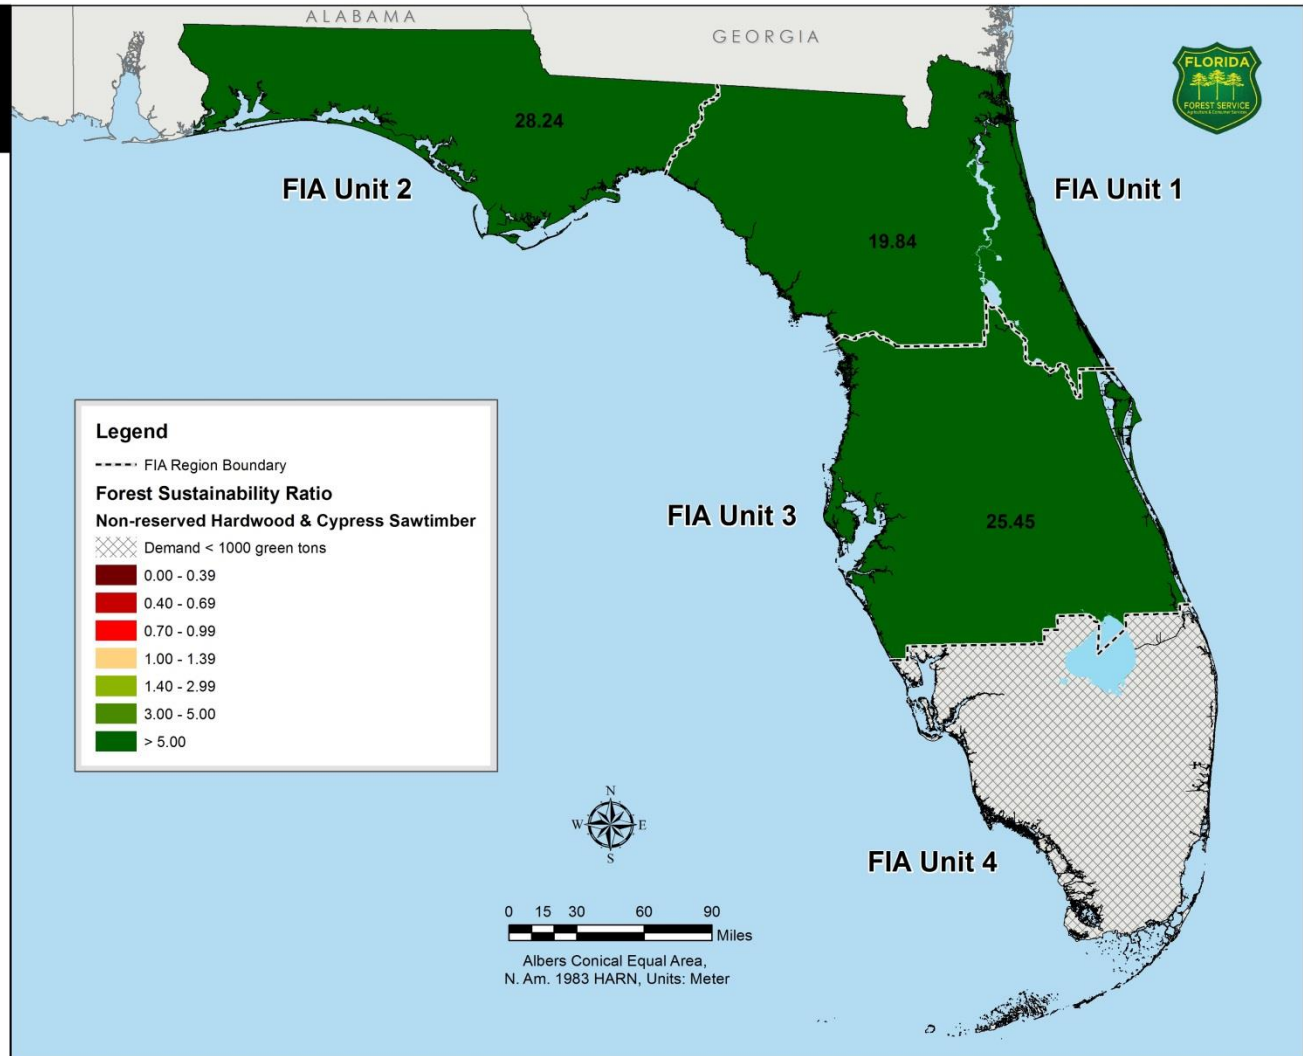 ALABAMA
GEORGIA
FLORIDA
FOREST SERVICE
Agriculture & Consumer Services
28.24
FIA Unit 2
FIA Unit 1
19.84
Legend
FIA Region Boundary
Forest Sustainability Ratio
Non-reserved Hardwood & Cypress Sawtimber
Demand < 1000 green tons
0.00 - 0.39
0.40 - 0.69
0.70 - 0.99
1.00 - 1.39
1.40 - 2.99
3.00 - 5.00
> 5.00
FIA Unit 3
25.45
N
W E
S
FIA Unit 4
0 15 30 60 90
Miles
Albers Conical Equal Area,
N. Am. 1983 HARN, Units: Meter